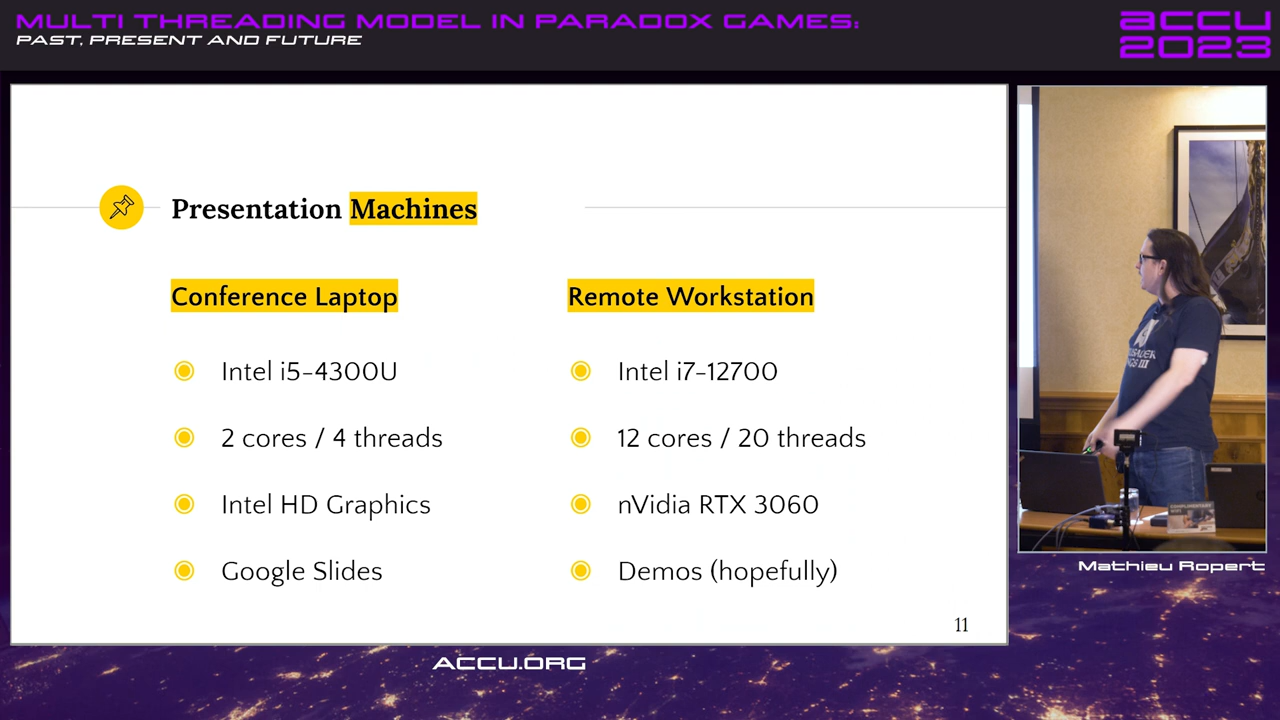 MULTI THREADING MODEL IN PARADOX GAMES:
PAST, PRESENT AND FUTURE
ACCU
2023
Presentation Machines
Conference Laptop
Intel i5-4300U
2 cores / 4 threads
Intel HD Graphics
Google Slides
Remote Workstation
Intel i7-12700
12 cores / 20 threads
nVidia RTX 3060
Demos (hopefully)
11
Mathieu Ropert
ACCU.ORG